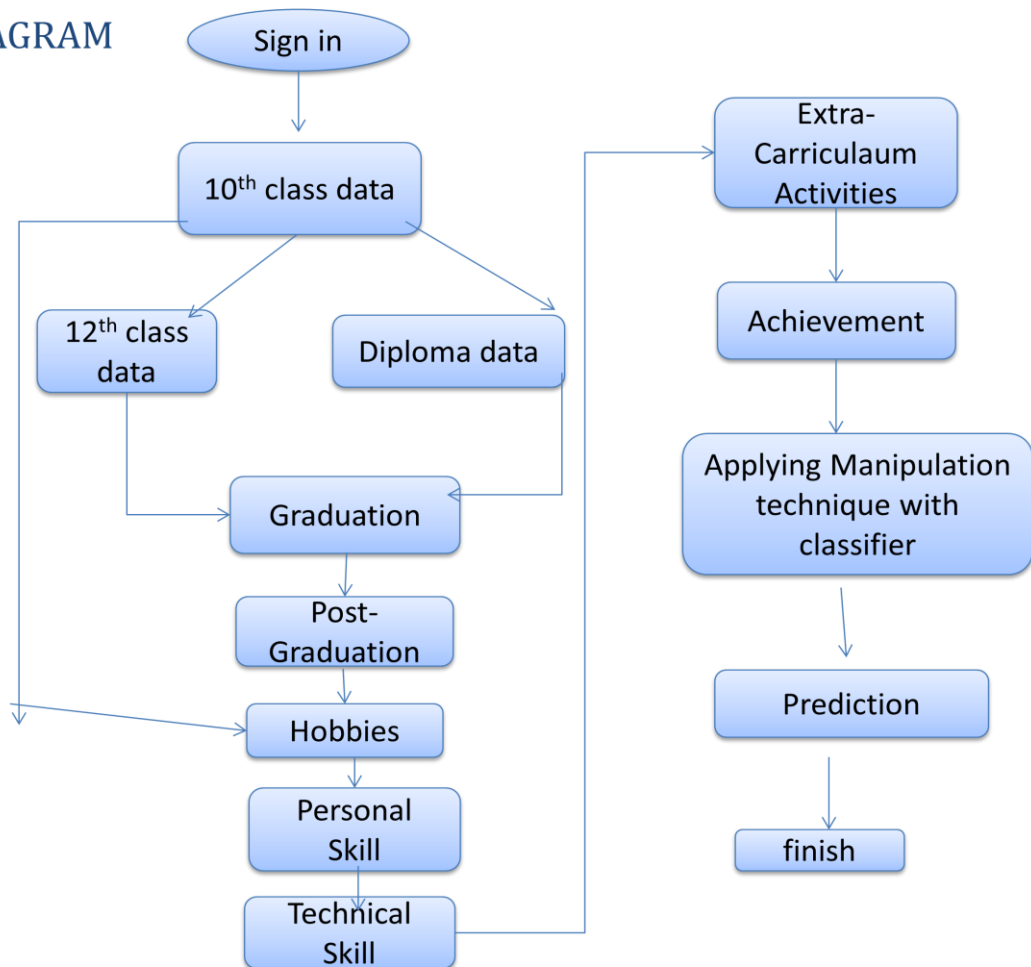 AGRAM
Sign in
10th class data
12th class
data
Diploma data
Graduation
Post-
Graduation
Hobbies
Personal
Skill
Technical
Skill
Extra-
Carriculaum
Activities
Achievement
Applying Manipulation
technique with
classifier
Prediction
finish